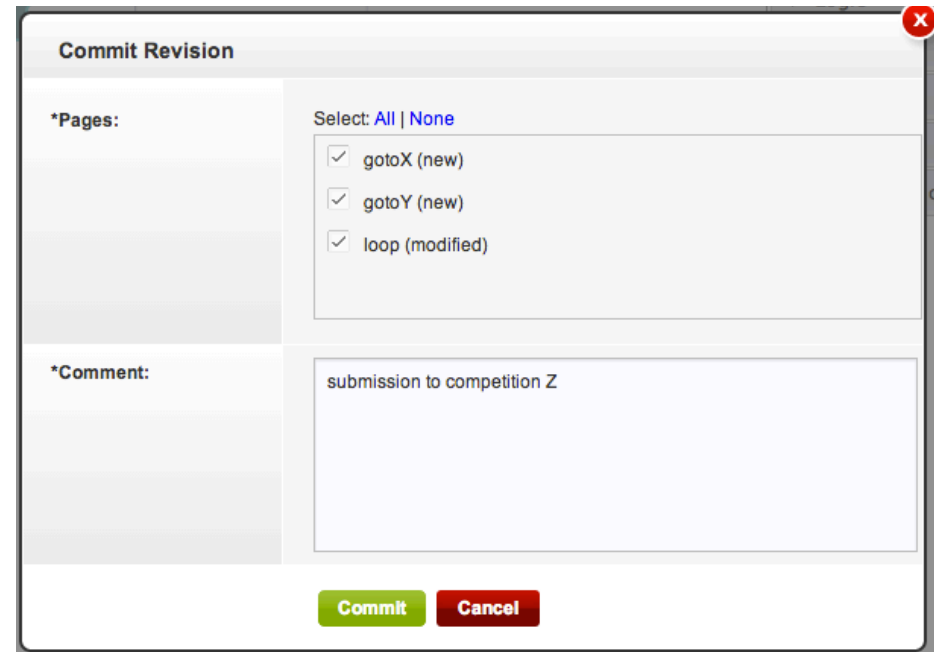 Commit Revision
X
*Pages:
Select: All | None
gotoX (new)
gotoY (new)
loop (modified)
*Comment:
submission to competition Z
Commit
Cancel